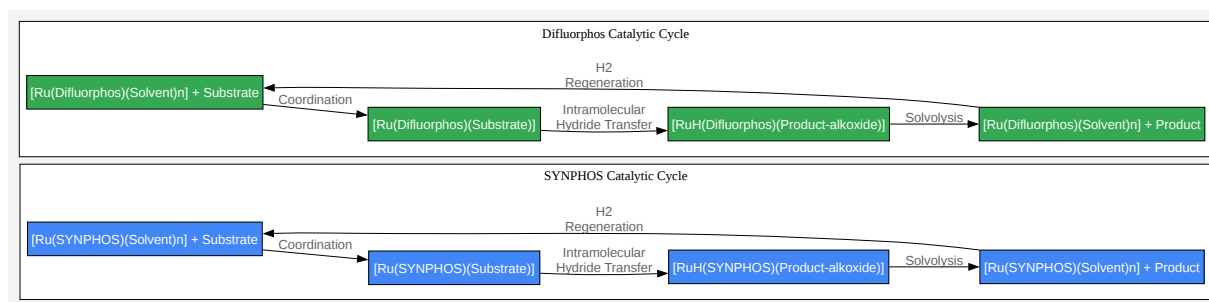 Difluorphos Catalytic Cycle
H2
Regeneration
[Ru(Difluorphos)(Solvent)n] + Substrate
Coordination
[Ru(Difluorphos)(Substrate)]
Intramolecular
Hydride Transfer
[RuH(Difluorphos)(Product-alkoxide)]
Solvolysis
[Ru(Difluorphos)(Solvent)n] + Product
SYNPHOS Catalytic Cycle
H2
Regeneration
[Ru(SYNPHOS)(Solvent)n] + Substrate
Coordination
[Ru(SYNPHOS)(Substrate)]
Intramolecular
Hydride Transfer
[RuH(SYNPHOS)(Product-alkoxide)]
Solvolysis
[Ru(SYNPHOS)(Solvent)n] + Product